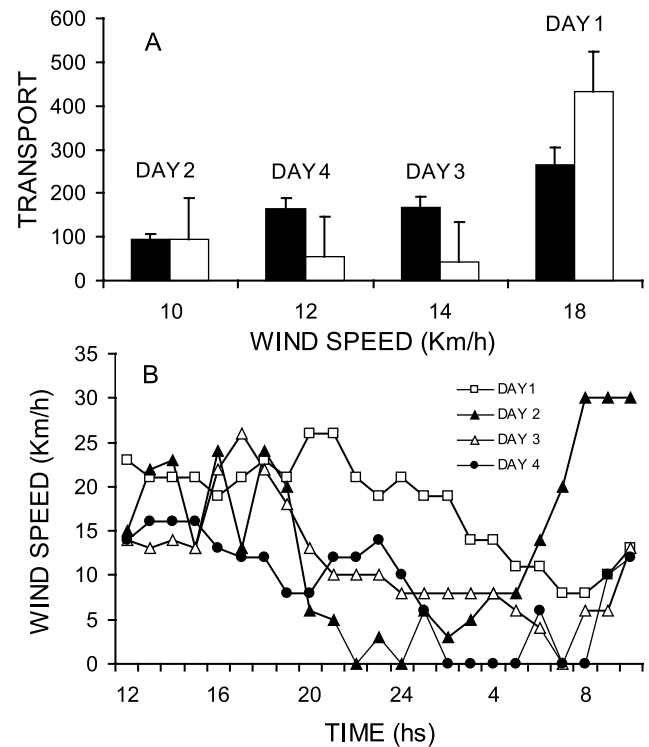 A
DAY 1
600
500
400
300
200
100
0
TRANSPORT
DAY 2
DAY 4
DAY 3
10
12
14
18
WIND SPEED (Km/h)
B
35
30
25
20
15
10
5
0
WIND SPEED (Km/h)
DAY1
DAY 2
DAY 3
DAY 4
12
16
20
24
4
8
TIME (hs)